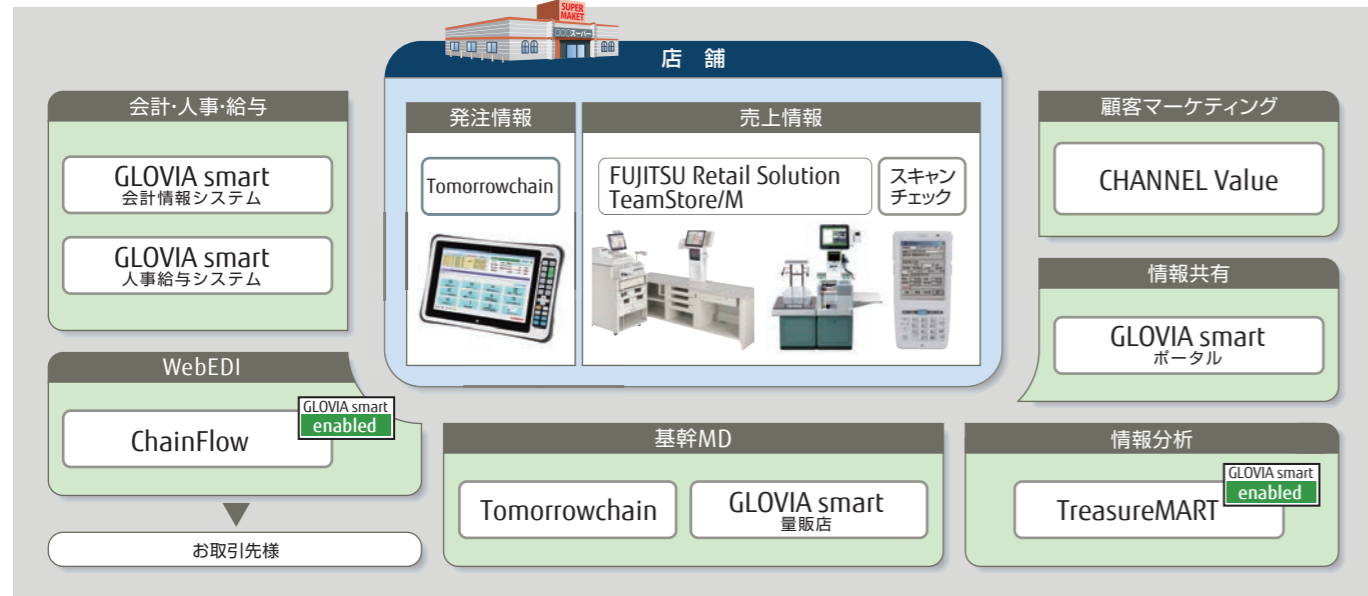 SUPER
MAKET
□□□スーパー
店 舗
会計・人事・給与
GLOVIA smart
会計情報システム
GLOVIA smart
人事給与システム
発注情報
Tomorrowchain
売上情報
FUJITSU Retail Solution
TeamStore/M
スキャン
チェック
顧客マーケティング
CHANNEL Value
情報共有
GLOVIA smart
ポータル
WebEDI
ChainFlow
GLOVIA smart
enabled
お取引先様
基幹MD
Tomorrowchain
GLOVIA smart
量販店
情報分析
TreasureMART
GLOVIA smart
enabled